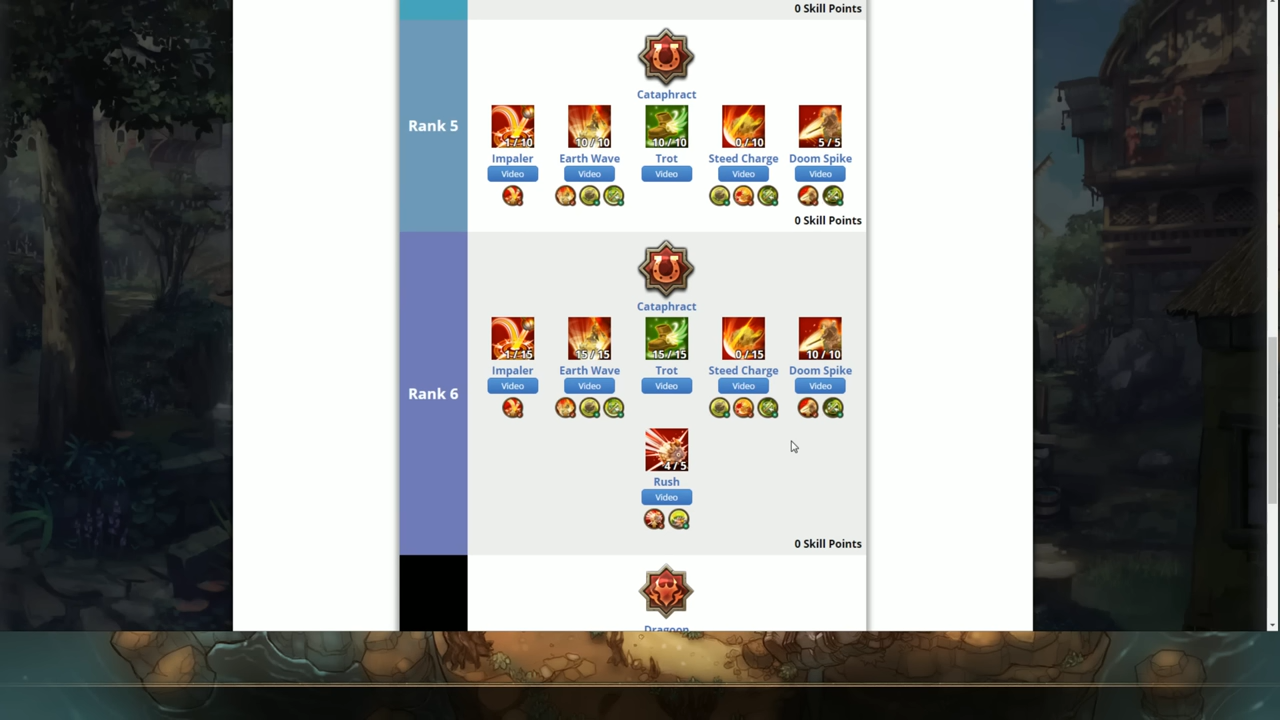 0 Skill Points
Cataphract
Rank 5
1 / 10 10 / 10 10 / 10 0 / 10 5 / 5
Impaler Earth Wave Trot Steed Charge Doom Spike
Video Video Video Video Video
0 Skill Points
Cataphract
Rank 6
1 / 15 15 / 15 15 / 15 0 / 15 10 / 10
Impaler Earth Wave Trot Steed Charge Doom Spike
Video Video Video Video Video
4 / 5
Rush
Video
0 Skill Points
Dragoon